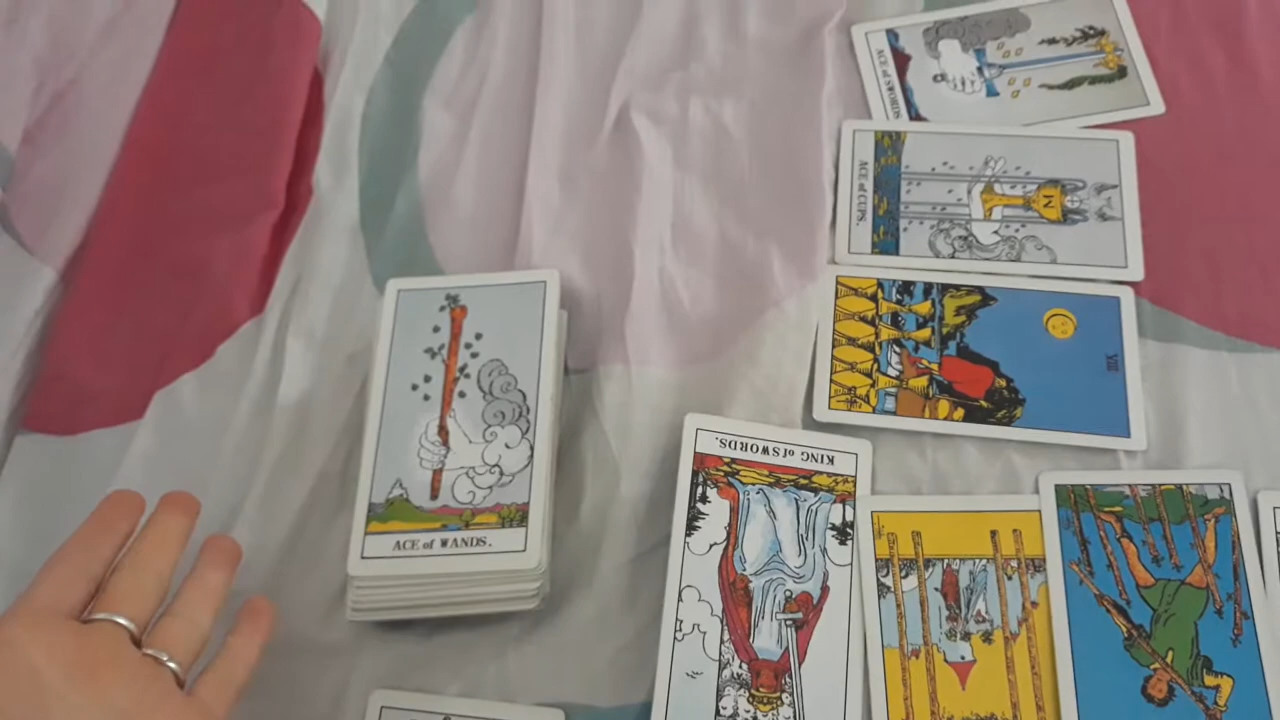 ACE of SWORDS.
ACE of CUPS.
VIII
KING of SWORDS.
ACE of WANDS.